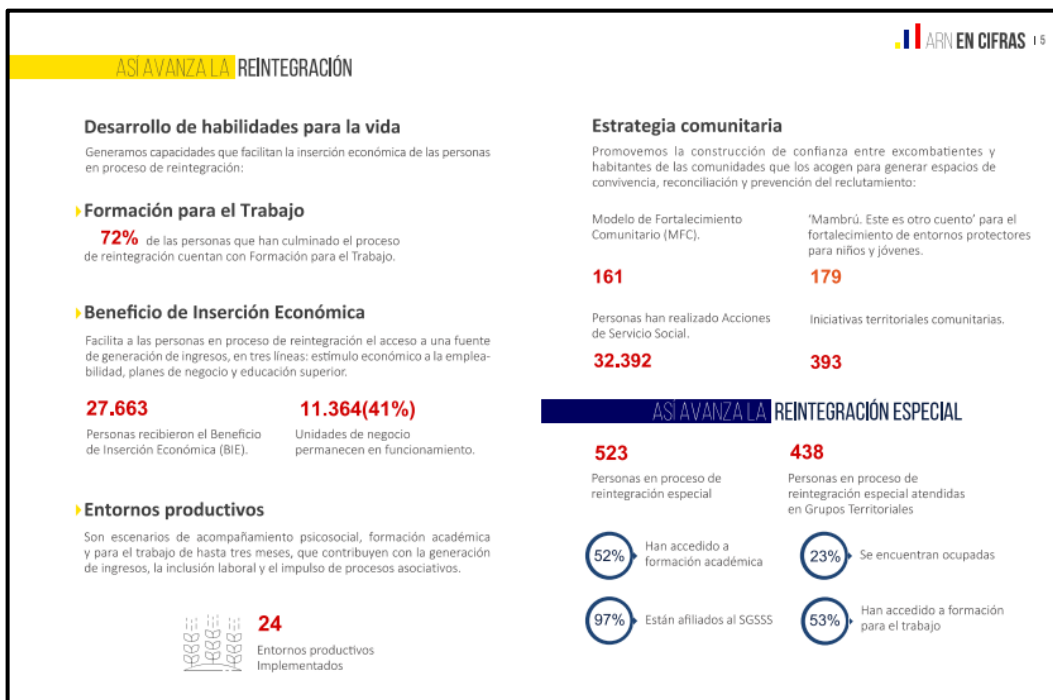 ARN EN CIFRAS | 5
ASÍ AVANZA LA REINTEGRACIÓN
Desarrollo de habilidades para la vida
Generamos capacidades que facilitan la inserción económica de las personas
en proceso de reintegración:
Formación para el Trabajo
72% de las personas que han culminado el proceso
de reintegración cuentan con Formación para el Trabajo.
Beneficio de Inserción Económica
Facilita a las personas en proceso de reintegración el acceso a una fuente
de generación de ingresos, en tres líneas: estímulo económico a la emplea-
bilidad, planes de negocio y educación superior.
27.663
Personas recibieron el Beneficio
de Inserción Económica (BIE).
11.364(41%)
Unidades de negocio
permanecen en funcionamiento.
Entornos productivos
Son escenarios de acompañamiento psicosocial, formación académica
y para el trabajo de hasta tres meses, que contribuyen con la generación
de ingresos, la inclusión laboral y el impulso de procesos asociativos.
24
Entornos productivos
Implementados
Estrategia comunitaria
Promovemos la construcción de confianza entre excombatientes y
habitantes de las comunidades que los acogen para generar espacios de
convivencia, reconciliación y prevención del reclutamiento:
Modelo de Fortalecimiento
Comunitario (MFC).
161
‘Mambrú. Este es otro cuento’ para el
fortalecimiento de entornos protectores
para niños y jóvenes.
179
Personas han realizado Acciones
de Servicio Social.
32.392
Iniciativas territoriales comunitarias.
393
ASÍ AVANZA LA REINTEGRACIÓN ESPECIAL
523
Personas en proceso de
reintegración especial
438
Personas en proceso de
reintegración especial atendidas
en Grupos Territoriales
52% Han accedido a
formación académica
23% Se encuentran ocupadas
97% Están afiliados al SGSSS
53% Han accedido a formación
para el trabajo